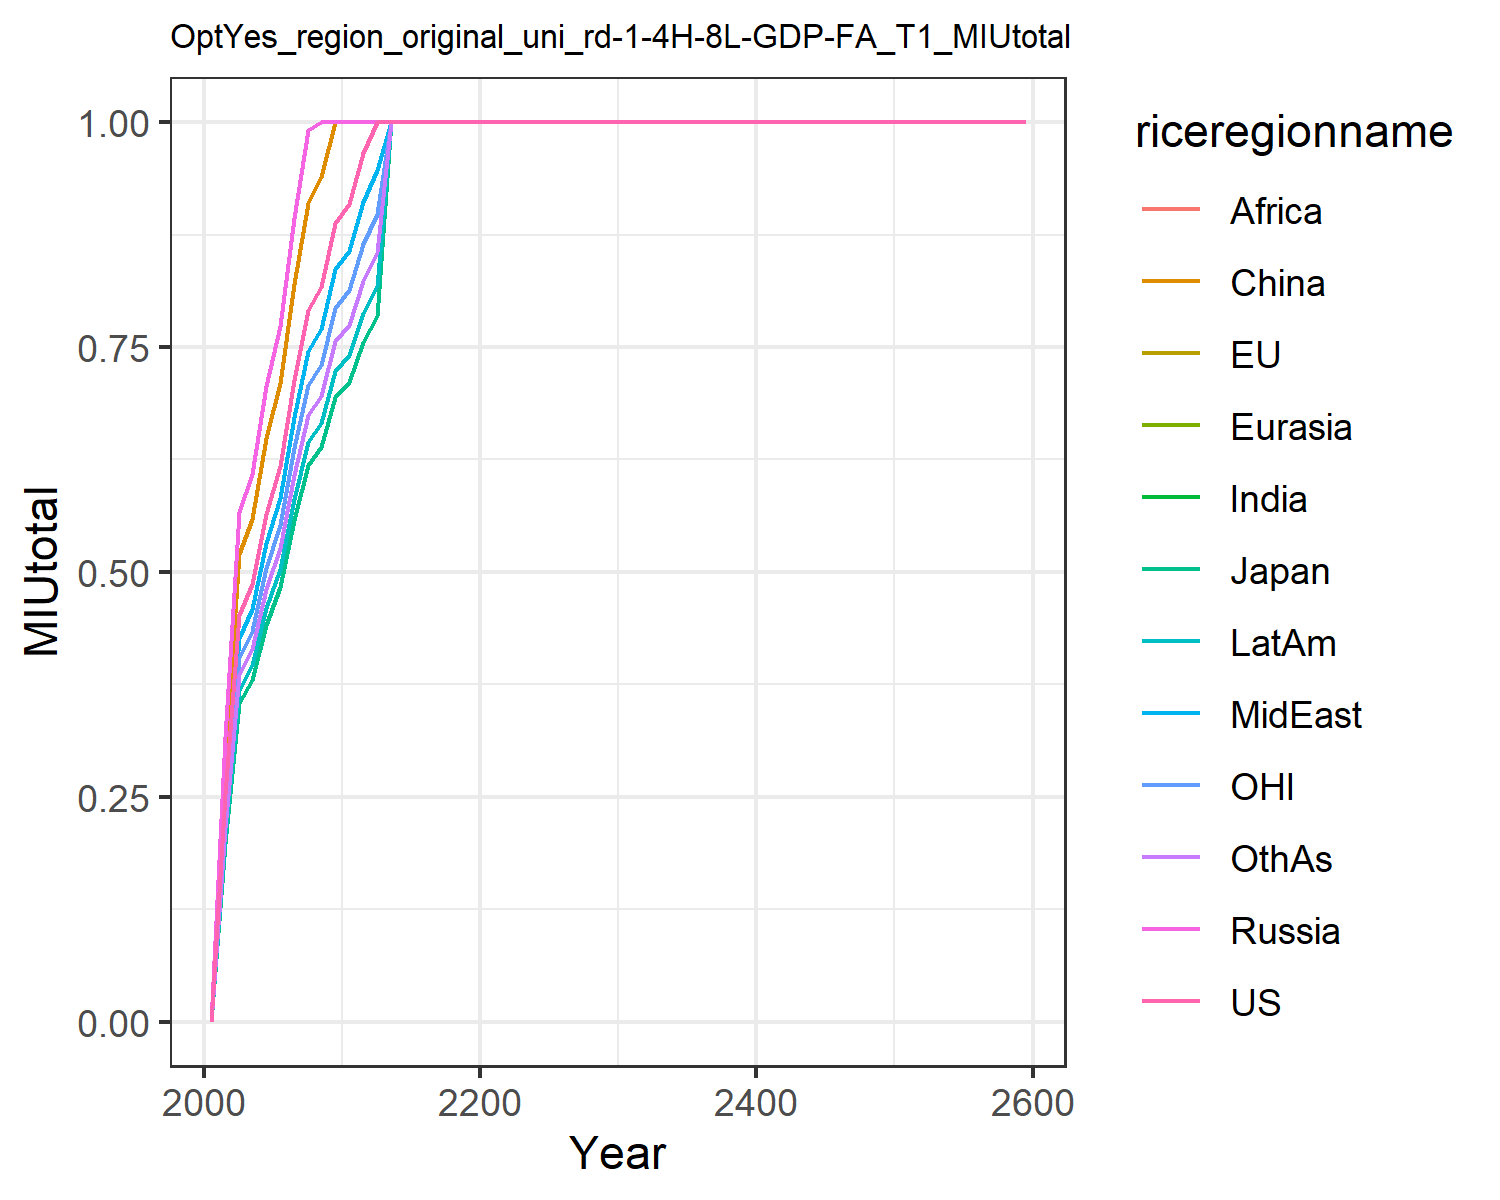 OptYes_region_original_uni_rd-1-4H-8L-GDP-FA_T1_MIUtotal
1.00
0.75
0.50
0.25
0.00
MIUtotal
2000
2200
2400
2600
Year
riceregionname
Africa
China
EU
Eurasia
India
Japan
LatAm
MidEast
OHI
OthAs
Russia
US